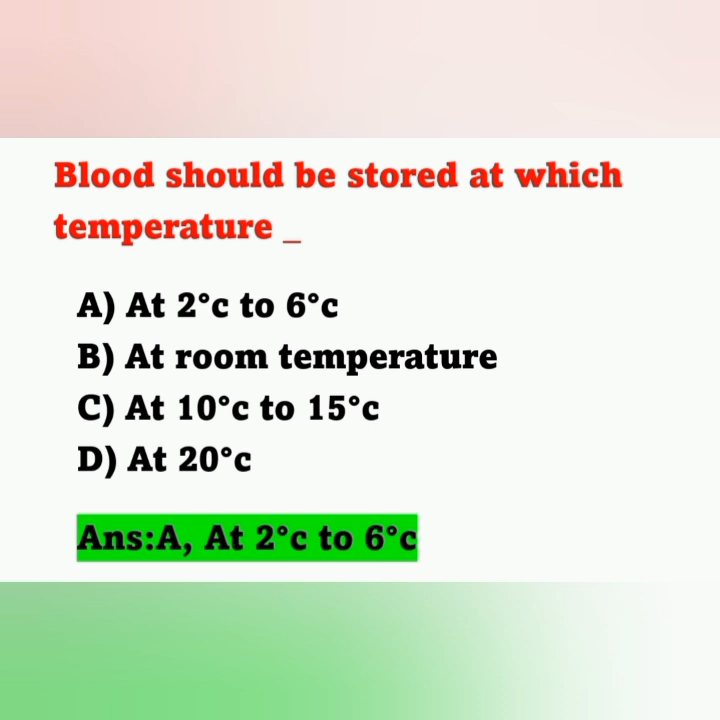 Blood should be stored at which
temperature _
A) At 2°c to 6°c
B) At room temperature
C) At 10°c to 15°c
D) At 20°c
Ans:A, At 2°c to 6°c